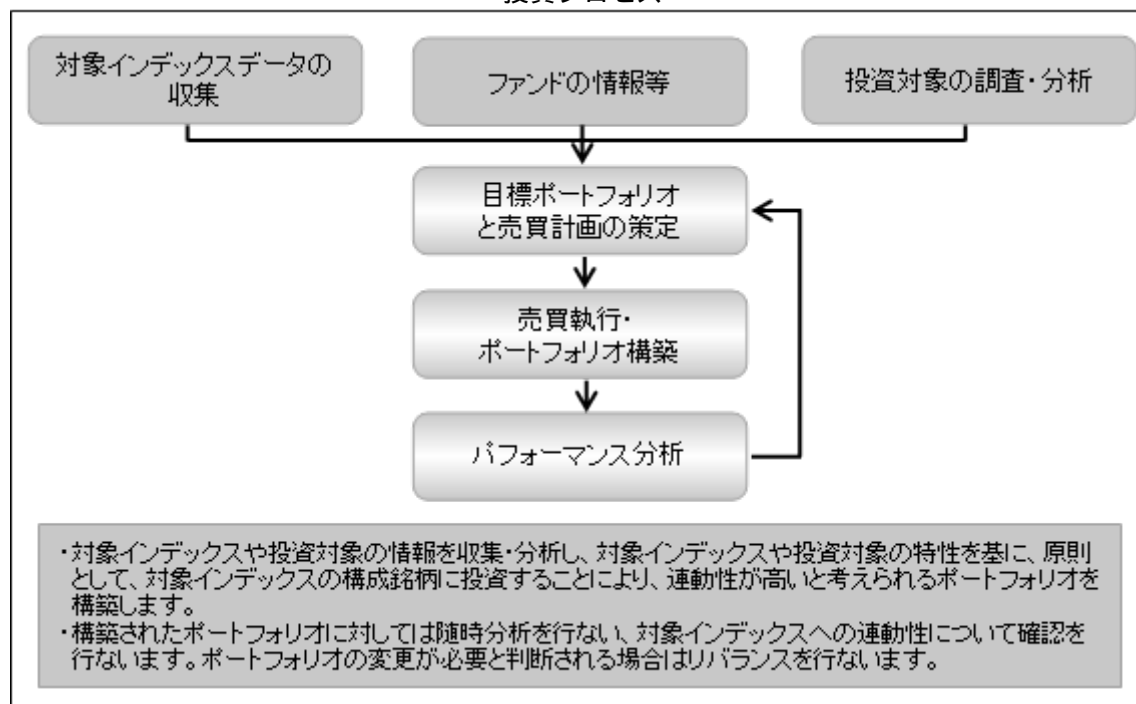 対象インデックスデータの
収集
ファンドの情報等
投資対象の調査・分析
目標ポートフォリオ
と売買計画の策定
売買執行・
ポートフォリオ構築
パフォーマンス分析
・対象インデックスや投資対象の情報を収集・分析し、対象インデックスや投資対象の特性を基に、原則
として、対象インデックスの構成銘柄に投資することにより、連動性が高いと考えられるポートフォリオを
構築します。
・構築されたポートフォリオに対しては随時分析を行ない、対象インデックスへの連動性について確認を
行ないます。ポートフォリオの変更が必要と判断される場合はリバランスを行ないます。